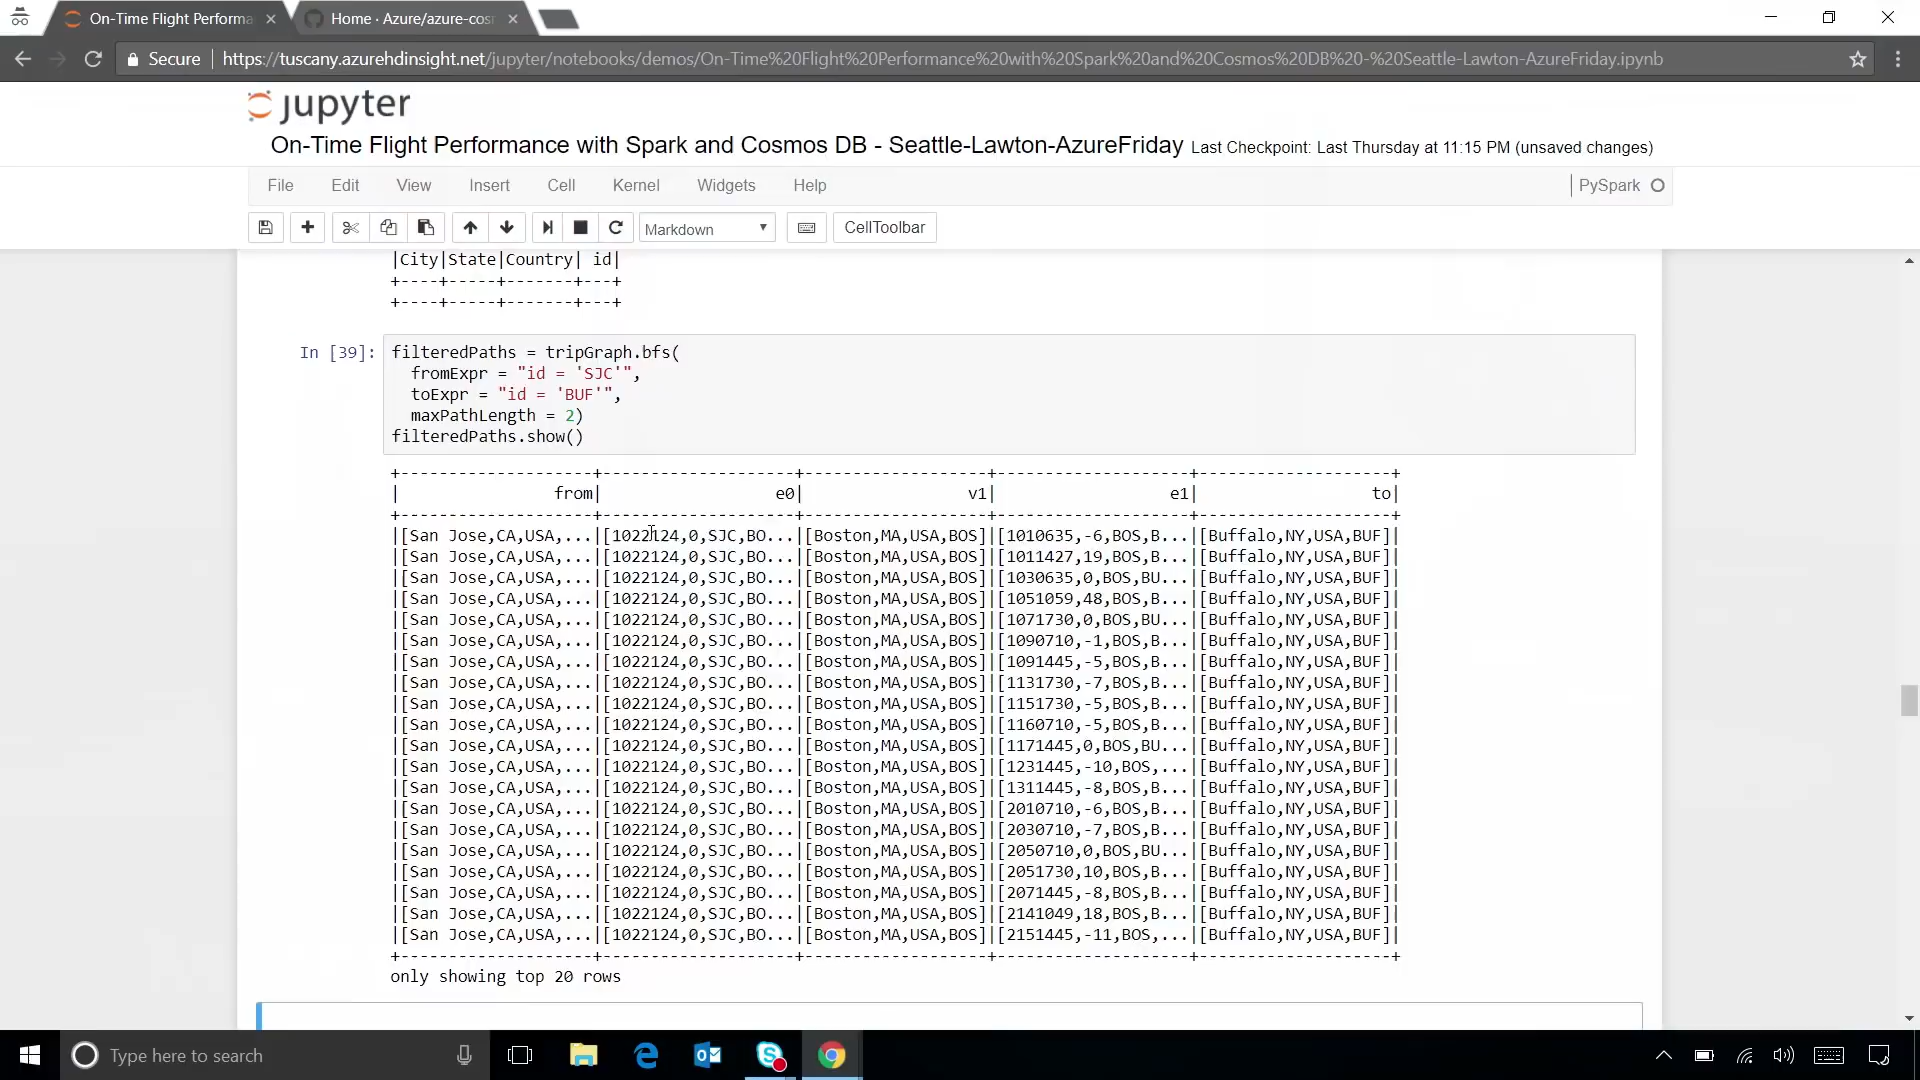 On-Time Flight Performa
Home · Azure/azure-cos
Secure
https://tuscany.azurehdinsight.net/jupyter/notebooks/demos/On-Time%20Flight%20Performance%20with%20Spark%20and%20Cosmos%20DB%20-%20Seattle-Lawton-AzureFriday.ipynb
jupyter
On-Time Flight Performance with Spark and Cosmos DB - Seattle-Lawton-AzureFriday Last Checkpoint: Last Thursday at 11:15 PM (unsaved changes)
File Edit View Insert Cell Kernel Widgets Help PySpark
Markdown CellToolbar
|City|State|Country| id|
+----+-----+-------+---+
+----+-----+-------+---+
In [39]: filteredPaths = tripGraph.bfs(
fromExpr = "id = 'SJC'",
toExpr = "id = 'BUF'",
maxPathLength = 2)
filteredPaths.show()
+--------------------+--------------------+-------------------+--------------------+--------------------+
|                from|                  e0|                 v1|                  e1|                  to|
+--------------------+--------------------+-------------------+--------------------+--------------------+
|[San Jose,CA,USA,...|[1022124,0,SJC,BO...|[Boston,MA,USA,BOS]|[1010635,-6,BOS,B...|[Buffalo,NY,USA,BUF]|
|[San Jose,CA,USA,...|[1022124,0,SJC,BO...|[Boston,MA,USA,BOS]|[1011427,19,BOS,B...|[Buffalo,NY,USA,BUF]|
|[San Jose,CA,USA,...|[1022124,0,SJC,BO...|[Boston,MA,USA,BOS]|[1030635,0,BOS,BU...|[Buffalo,NY,USA,BUF]|
|[San Jose,CA,USA,...|[1022124,0,SJC,BO...|[Boston,MA,USA,BOS]|[1051059,48,BOS,B...|[Buffalo,NY,USA,BUF]|
|[San Jose,CA,USA,...|[1022124,0,SJC,BO...|[Boston,MA,USA,BOS]|[1071730,0,BOS,BU...|[Buffalo,NY,USA,BUF]|
|[San Jose,CA,USA,...|[1022124,0,SJC,BO...|[Boston,MA,USA,BOS]|[1090710,-1,BOS,B...|[Buffalo,NY,USA,BUF]|
|[San Jose,CA,USA,...|[1022124,0,SJC,BO...|[Boston,MA,USA,BOS]|[1091445,-5,BOS,B...|[Buffalo,NY,USA,BUF]|
|[San Jose,CA,USA,...|[1022124,0,SJC,BO...|[Boston,MA,USA,BOS]|[1131730,-7,BOS,B...|[Buffalo,NY,USA,BUF]|
|[San Jose,CA,USA,...|[1022124,0,SJC,BO...|[Boston,MA,USA,BOS]|[1151730,-5,BOS,B...|[Buffalo,NY,USA,BUF]|
|[San Jose,CA,USA,...|[1022124,0,SJC,BO...|[Boston,MA,USA,BOS]|[1160710,-5,BOS,B...|[Buffalo,NY,USA,BUF]|
|[San Jose,CA,USA,...|[1022124,0,SJC,BO...|[Boston,MA,USA,BOS]|[1171445,0,BOS,BU...|[Buffalo,NY,USA,BUF]|
|[San Jose,CA,USA,...|[1022124,0,SJC,BO...|[Boston,MA,USA,BOS]|[1231445,-10,BOS,...|[Buffalo,NY,USA,BUF]|
|[San Jose,CA,USA,...|[1022124,0,SJC,BO...|[Boston,MA,USA,BOS]|[1311445,-8,BOS,B...|[Buffalo,NY,USA,BUF]|
|[San Jose,CA,USA,...|[1022124,0,SJC,BO...|[Boston,MA,USA,BOS]|[2010710,-6,BOS,B...|[Buffalo,NY,USA,BUF]|
|[San Jose,CA,USA,...|[1022124,0,SJC,BO...|[Boston,MA,USA,BOS]|[2030710,-7,BOS,B...|[Buffalo,NY,USA,BUF]|
|[San Jose,CA,USA,...|[1022124,0,SJC,BO...|[Boston,MA,USA,BOS]|[2050710,0,BOS,BU...|[Buffalo,NY,USA,BUF]|
|[San Jose,CA,USA,...|[1022124,0,SJC,BO...|[Boston,MA,USA,BOS]|[2051730,10,BOS,B...|[Buffalo,NY,USA,BUF]|
|[San Jose,CA,USA,...|[1022124,0,SJC,BO...|[Boston,MA,USA,BOS]|[2071445,-8,BOS,B...|[Buffalo,NY,USA,BUF]|
|[San Jose,CA,USA,...|[1022124,0,SJC,BO...|[Boston,MA,USA,BOS]|[2141049,18,BOS,B...|[Buffalo,NY,USA,BUF]|
|[San Jose,CA,USA,...|[1022124,0,SJC,BO...|[Boston,MA,USA,BOS]|[2151445,-11,BOS,...|[Buffalo,NY,USA,BUF]|
+--------------------+--------------------+-------------------+--------------------+--------------------+
only showing top 20 rows
Type here to search